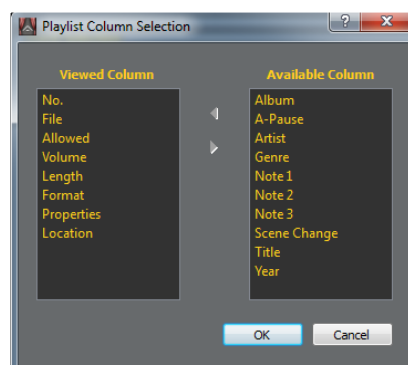 Playlist Column Selection
?
Viewed Column
No.
File
Allowed
Volume
Length
Format
Properties
Location
Available Column
Album
A-Pause
Artist
Genre
Note 1
Note 2
Note 3
Scene Change
Title
Year
OK
Cancel